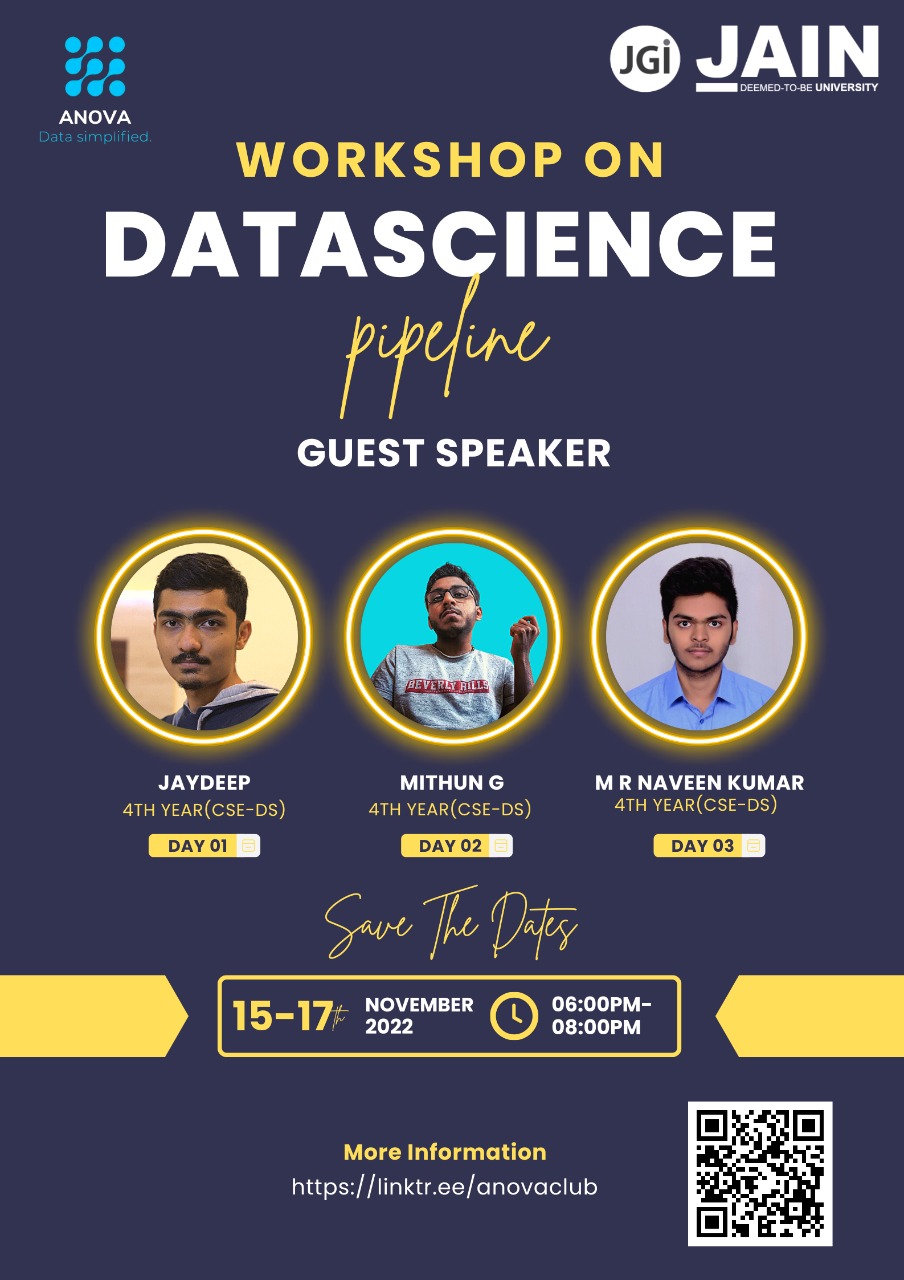 ANOVA
Data simplified.
JGi JAIN
DEEMED-TO-BE UNIVERSITY
WORKSHOP ON
DATASCIENCE
pipeline
GUEST SPEAKER
BEVERLY HILLS
JAYDEEP
4TH YEAR(CSE-DS)
DAY 01
MITHUN G
4TH YEAR(CSE-DS)
DAY 02
M R NAVEEN KUMAR
4TH YEAR(CSE-DS)
DAY 03
Save The Dates
15-17th
NOVEMBER
2022
06:00PM-
08:00PM
More Information
https://linktr.ee/anovaclub